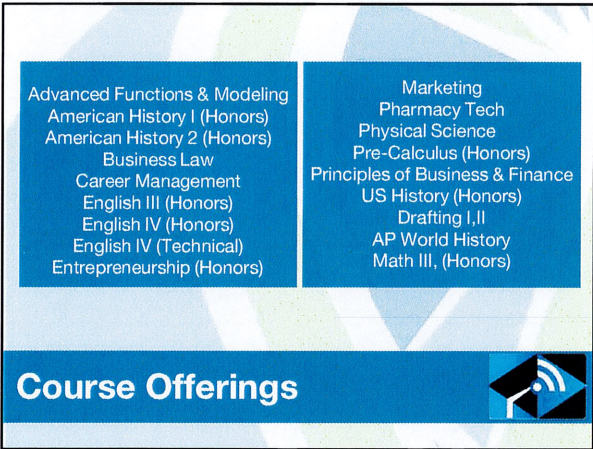 Advanced Functions & Modeling
American History I (Honors)
American History 2 (Honors)
Business Law
Career Management
English III (Honors)
English IV (Honors)
English IV (Technical)
Entrepreneurship (Honors)
Marketing
Pharmacy Tech
Physical Science
Pre-Calculus (Honors)
Principles of Business & Finance
US History (Honors)
Drafting I,II
AP World History
Math III, (Honors)
Course Offerings